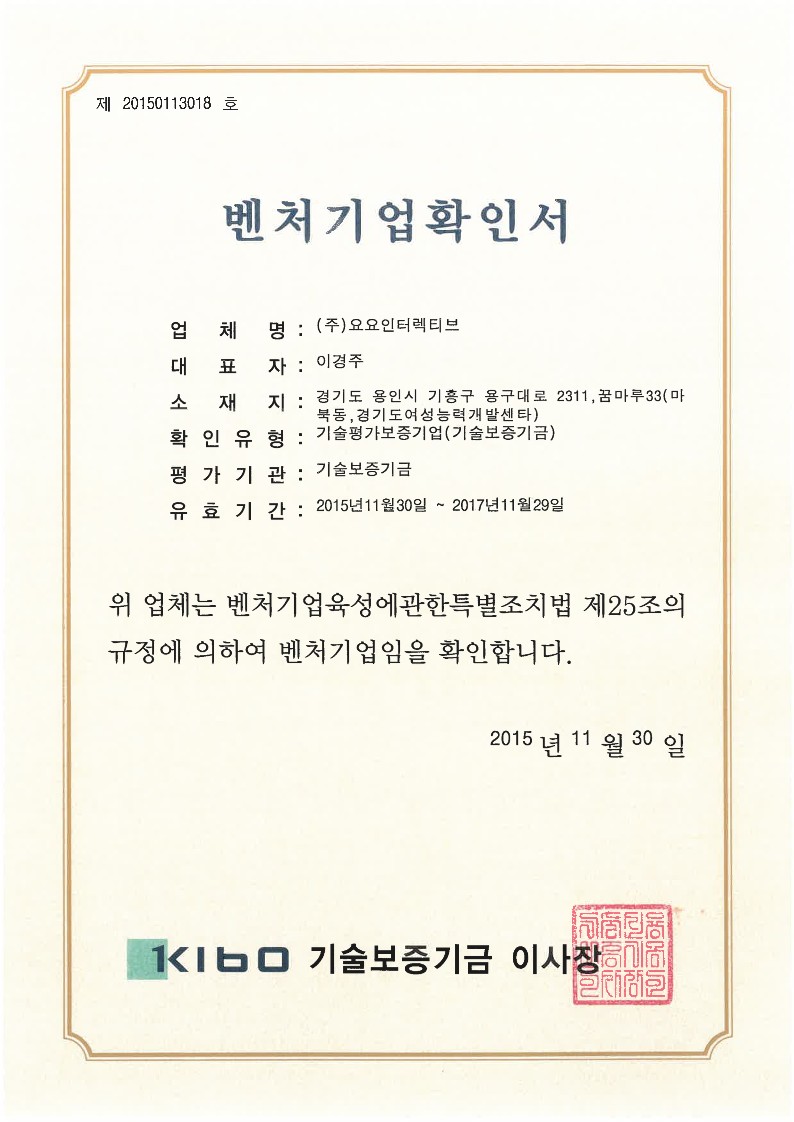 제 20150113018 호
벤처기업확인서
업 체 명 : (주)요요인터렉티브
대 표 자 : 이경주
소 재 지 : 경기도 용인시 기흥구 용구대로 2311,꿈마루33(마
북동,경기도여성능력개발센타)
확 인 유 형 : 기술평가보증기업(기술보증기금)
평 가 기 관 : 기술보증기금
유 효 기 간 : 2015년11월30일 ~ 2017년11월29일
위 업체는 벤처기업육성에관한특별조치법 제25조의
규정에 의하여 벤처기업임을 확인합니다.
2015 년 11 월 30 일
KIBO 기술보증기금 이사장